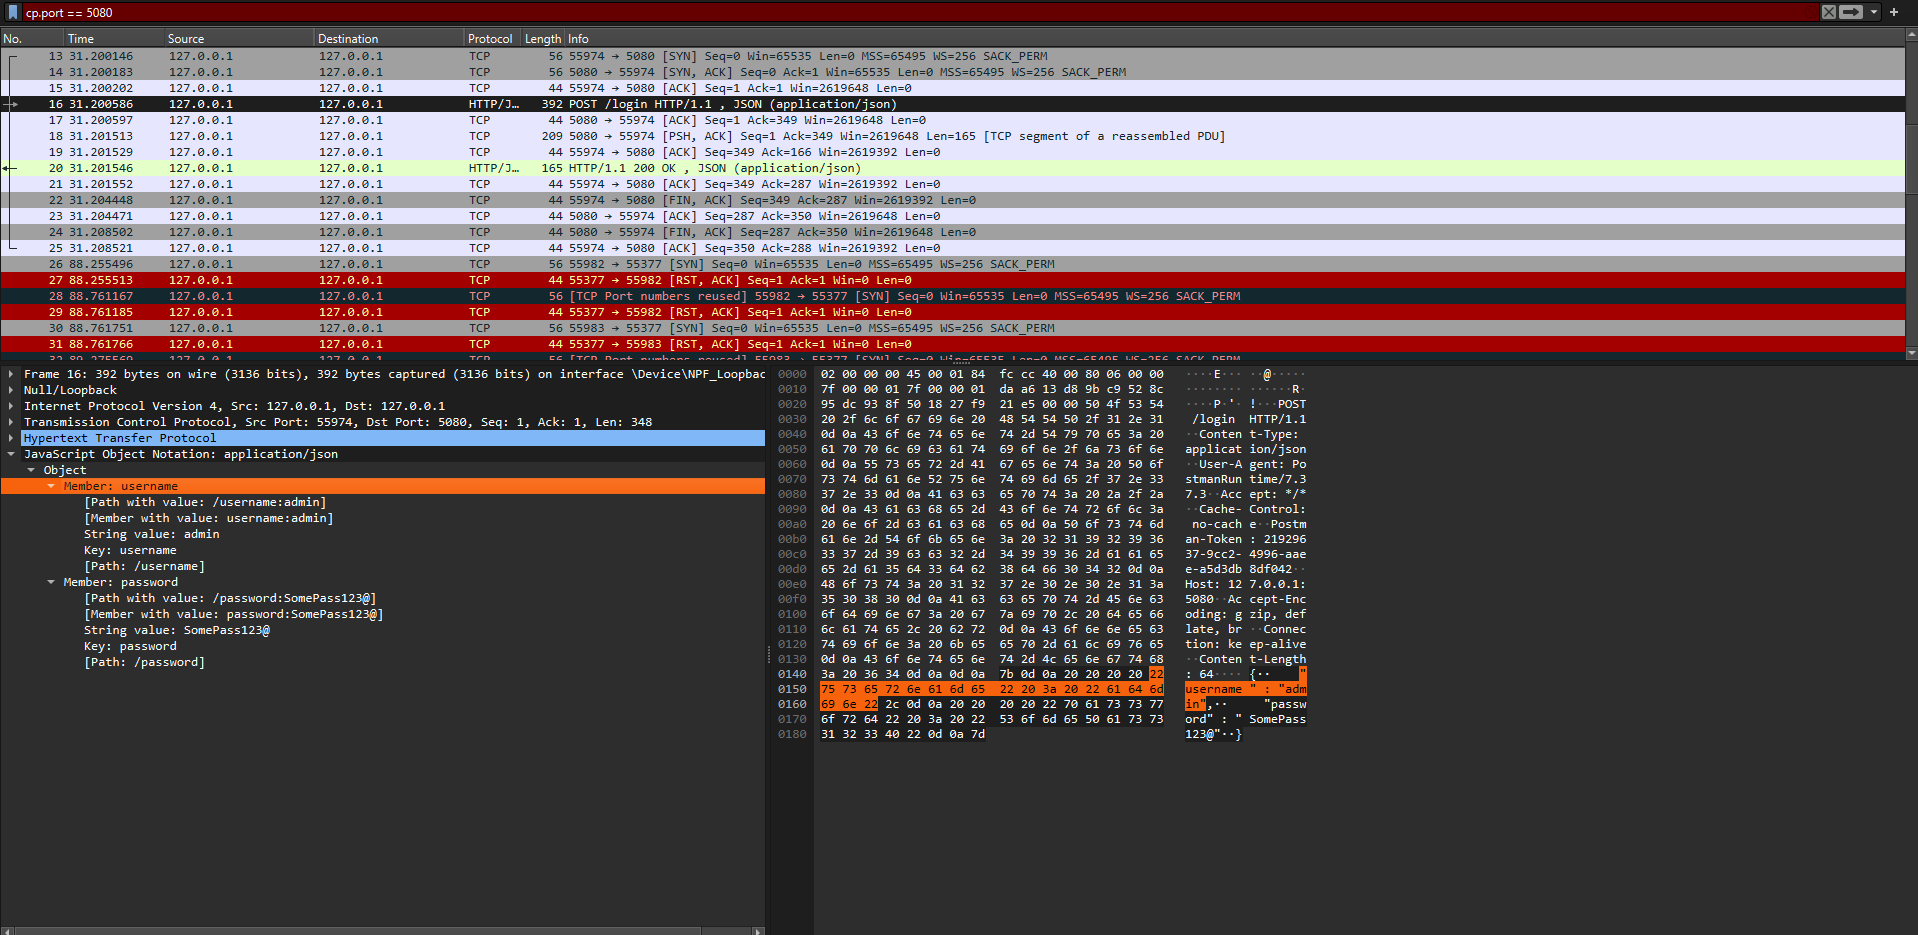 cp.port == 5080
No. Time Source Destination Protocol Length Info
13 31.200146 127.0.0.1 127.0.0.1 TCP 56 55974 → 5080 [SYN] Seq=0 Win=65535 Len=0 MSS=65495 WS=256 SACK_PERM
14 31.200183 127.0.0.1 127.0.0.1 TCP 56 5080 → 55974 [SYN, ACK] Seq=0 Ack=1 Win=65535 Len=0 MSS=65495 WS=256 SACK_PERM
15 31.200202 127.0.0.1 127.0.0.1 TCP 44 55974 → 5080 [ACK] Seq=1 Ack=1 Win=2619648 Len=0
16 31.200586 127.0.0.1 127.0.0.1 HTTP/J… 392 POST /login HTTP/1.1 , JSON (application/json)
17 31.200597 127.0.0.1 127.0.0.1 TCP 44 5080 → 55974 [ACK] Seq=1 Ack=349 Win=2619648 Len=0
18 31.201513 127.0.0.1 127.0.0.1 TCP 209 5080 → 55974 [PSH, ACK] Seq=1 Ack=349 Win=2619648 Len=165 [TCP segment of a reassembled PDU]
19 31.201529 127.0.0.1 127.0.0.1 TCP 44 55974 → 5080 [ACK] Seq=349 Ack=166 Win=2619392 Len=0
20 31.201546 127.0.0.1 127.0.0.1 HTTP/J… 165 HTTP/1.1 200 OK , JSON (application/json)
21 31.201552 127.0.0.1 127.0.0.1 TCP 44 55974 → 5080 [ACK] Seq=349 Ack=287 Win=2619392 Len=0
22 31.204448 127.0.0.1 127.0.0.1 TCP 44 55974 → 5080 [FIN, ACK] Seq=349 Ack=287 Win=2619392 Len=0
23 31.204471 127.0.0.1 127.0.0.1 TCP 44 5080 → 55974 [ACK] Seq=287 Ack=350 Win=2619648 Len=0
24 31.208502 127.0.0.1 127.0.0.1 TCP 44 5080 → 55974 [FIN, ACK] Seq=287 Ack=350 Win=2619648 Len=0
25 31.208521 127.0.0.1 127.0.0.1 TCP 44 55974 → 5080 [ACK] Seq=350 Ack=288 Win=2619392 Len=0
26 88.255496 127.0.0.1 127.0.0.1 TCP 56 55982 → 55377 [SYN] Seq=0 Win=65535 Len=0 MSS=65495 WS=256 SACK_PERM
27 88.255513 127.0.0.1 127.0.0.1 TCP 44 55377 → 55982 [RST, ACK] Seq=1 Ack=1 Win=0 Len=0
28 88.761167 127.0.0.1 127.0.0.1 TCP 56 [TCP Port numbers reused] 55982 → 55377 [SYN] Seq=0 Win=65535 Len=0 MSS=65495 WS=256 SACK_PERM
29 88.761185 127.0.0.1 127.0.0.1 TCP 44 55377 → 55982 [RST, ACK] Seq=1 Ack=1 Win=0 Len=0
30 88.761751 127.0.0.1 127.0.0.1 TCP 56 55983 → 55377 [SYN] Seq=0 Win=65535 Len=0 MSS=65495 WS=256 SACK_PERM
31 88.761766 127.0.0.1 127.0.0.1 TCP 44 55377 → 55983 [RST, ACK] Seq=1 Ack=1 Win=0 Len=0
Frame 16: 392 bytes on wire (3136 bits), 392 bytes captured (3136 bits) on interface \Device\NPF_Loopbac
Null/Loopback
Internet Protocol Version 4, Src: 127.0.0.1, Dst: 127.0.0.1
Transmission Control Protocol, Src Port: 55974, Dst Port: 5080, Seq: 1, Ack: 1, Len: 348
Hypertext Transfer Protocol
JavaScript Object Notation: application/json
Object
Member: username
[Path with value: /username:admin]
[Member with value: username:admin]
String value: admin
Key: username
[Path: /username]
Member: password
[Path with value: /password:SomePass123@]
[Member with value: password:SomePass123@]
String value: SomePass123@
Key: password
[Path: /password]
0000 02 00 00 00 45 00 01 84 fc cc 40 00 80 06 00 00 ····E··· ··@·····
0010 7f 00 00 01 7f 00 00 01 da a6 13 d8 9b c9 52 8c ········ ······R·
0020 95 dc 93 8f 50 18 27 f9 21 e5 00 00 50 4f 53 54 ····P·'· !···POST
0030 20 2f 6c 6f 67 69 6e 20 48 54 54 50 2f 31 2e 31 /login HTTP/1.1
0040 0d 0a 43 6f 6e 74 65 6e 74 2d 54 79 70 65 3a 20 ··Conten t-Type:
0050 61 70 70 6c 69 63 61 74 69 6f 6e 2f 6a 73 6f 6e applicat ion/json
0060 0d 0a 55 73 65 72 2d 41 67 65 6e 74 3a 20 50 6f ··User-A gent: Po
0070 73 74 6d 61 6e 52 75 6e 74 69 6d 65 2f 37 2e 33 stmanRun time/7.3
0080 37 2e 33 0d 0a 41 63 63 65 70 74 3a 20 2a 2f 2a 7.3··Acc ept: */*
0090 0d 0a 43 61 63 68 65 2d 43 6f 6e 74 72 6f 6c 3a ··Cache- Control:
00a0 20 6e 6f 2d 63 61 63 68 65 0d 0a 50 6f 73 74 6d no-cach e··Postm
00b0 61 6e 2d 54 6f 6b 65 6e 3a 20 32 31 39 32 39 36 an-Token : 219296
00c0 33 37 2d 39 63 63 32 2d 34 39 39 36 2d 61 61 65 37-9cc2- 4996-aae
00d0 65 2d 61 35 64 33 64 62 38 64 66 30 34 32 0d 0a e-a5d3db 8df042··
00e0 48 6f 73 74 3a 20 31 32 37 2e 30 2e 30 2e 31 3a Host: 12 7.0.0.1:
00f0 35 30 38 30 0d 0a 41 63 63 65 70 74 2d 45 6e 63 5080··Ac cept-Enc
0100 6f 64 69 6e 67 3a 20 67 7a 69 70 2c 20 64 65 66 oding: g zip, def
0110 6c 61 74 65 2c 20 62 72 0d 0a 43 6f 6e 6e 65 63 late, br ··Connec
0120 74 69 6f 6e 3a 20 6b 65 65 70 2d 61 6c 69 76 65 tion: ke ep-alive
0130 0d 0a 43 6f 6e 74 65 6e 74 2d 4c 65 6e 67 74 68 ··Conten t-Length
0140 3a 20 36 34 0d 0a 0d 0a 7b 0d 0a 20 20 20 20 22 : 64···· {·· "
0150 75 73 65 72 6e 61 6d 65 22 20 3a 20 22 61 64 6d username " : "adm
0160 69 6e 22 2c 0d 0a 20 20 20 20 22 70 61 73 73 77 in",·· "passw
0170 6f 72 64 22 20 3a 20 22 53 6f 6d 65 50 61 73 73 ord" : " SomePass
0180 31 32 33 40 22 0d 0a 7d 123@"··}